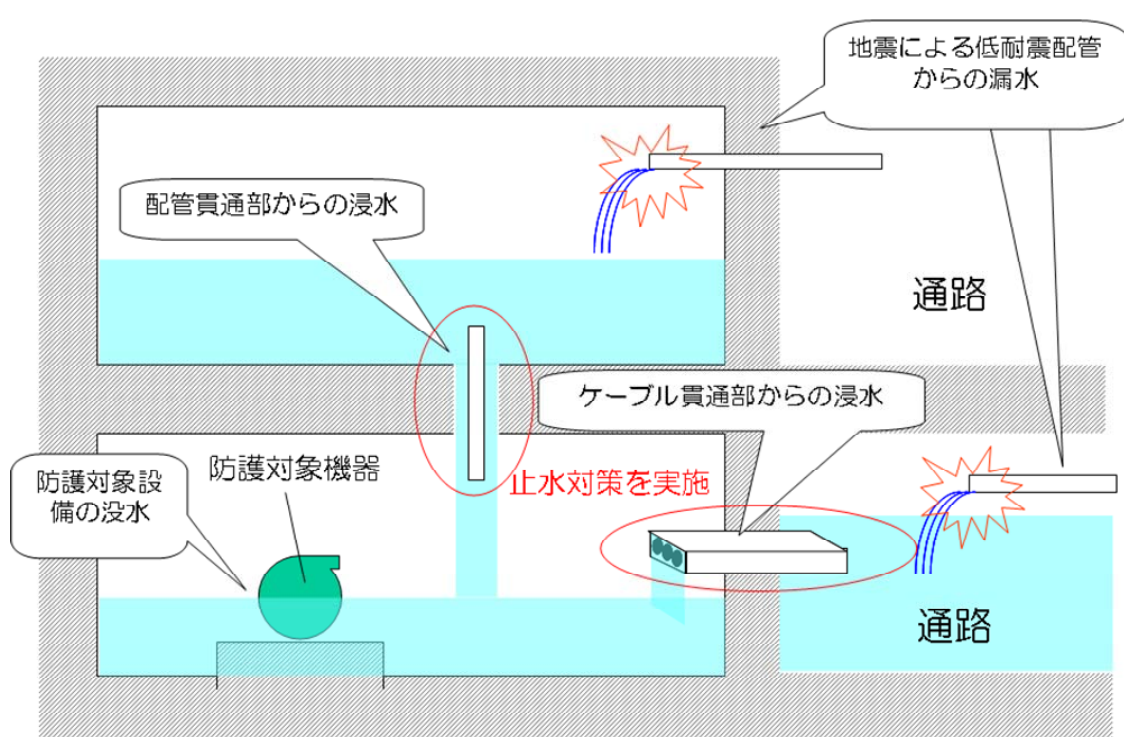 地震による低耐震配管
からの漏水
配管貫通部からの浸水
通路
ケーブル貫通部からの浸水
防護対象設
備の没水
防護対象機器
止水対策を実施
通路